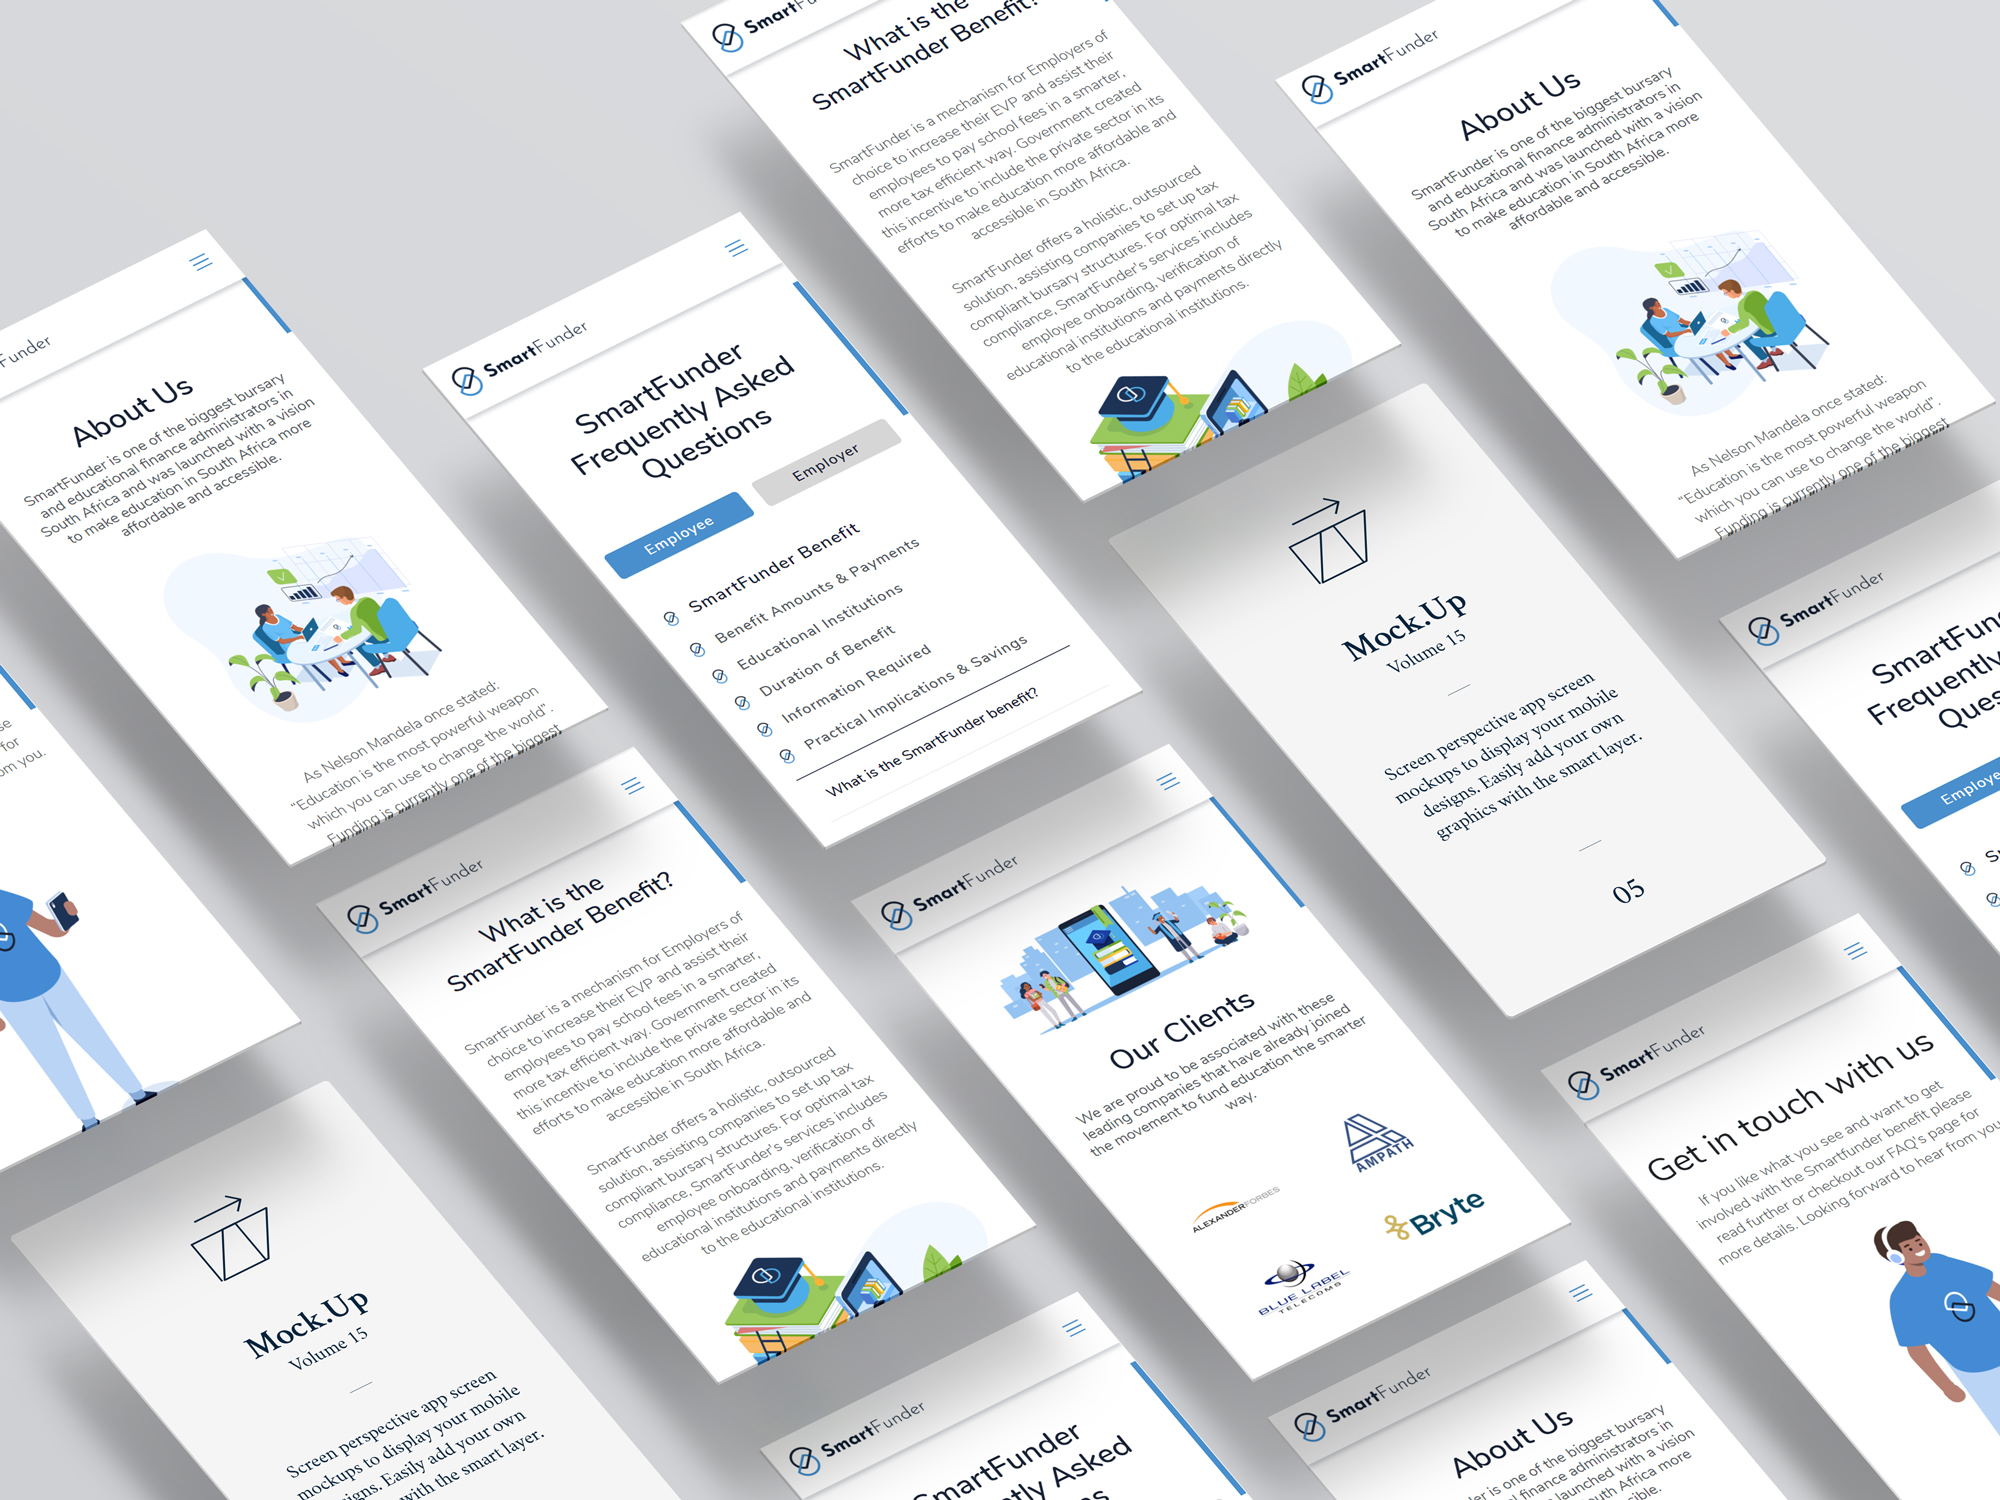 SmartFu
What is the
SmartFunder Benefit?
SmartFunder is a mechanism for Employers of
choice to increase their EVP and assist their
employees to pay school fees in a smarter,
more tax efficient way. Government created
this incentive to include the private sector in its
efforts to make education more affordable and
accessible in South Africa.
SmartFunder offers a holistic, outsourced
solution, assisting companies to set up tax
compliant bursary structures. For optimal tax
compliance, SmartFunder's services includes
employee onboarding, verification of
educational institutions and payments directly
to the educational institutions.
SmartFunder
About Us
SmartFunder is one of the biggest bursary
and educational finance administrators in
South Africa and was launched with a vision
to make education in South Africa more
affordable and accessible.
As Nelson Mandela once stated:
"Education is the most powerful weapon
which you can use to change the world".
Funding is currently one of the biggest
Funder
About Us
SmartFunder is one of the biggest bursary
and educational finance administrators in
South Africa and was launched with a vision
to make education in South Africa more
affordable and accessible.
As Nelson Mandela once stated:
"Education is the most powerful weapon
which you can use to change the world".
Funding is currently one of the biggest
SmartFunder
SmartFunder
Frequently Asked
Questions
Employee
Employer
SmartFunder Benefit
Benefit Amounts & Payments
Educational Institutions
Duration of Benefit
Information Required
Practical Implications & Savings
What is the SmartFunder benefit?
Mock.Up
Volume 15
Screen perspective app screen
mockups to display your mobile
designs. Easily add your own
graphics with the smart layer.
05
SmartFunder
SmartFund
Frequently
Ques
Employe
S
se
for
om you.
SmartFunder
What is the
SmartFunder Benefit?
SmartFunder is a mechanism for Employers of
choice to increase their EVP and assist their
employees to pay school fees in a smarter,
more tax efficient way. Government created
this incentive to include the private sector in its
efforts to make education more affordable and
accessible in South Africa.
SmartFunder offers a holistic, outsourced
solution, assisting companies to set up tax
compliant bursary structures. For optimal tax
compliance, SmartFunder's services includes
employee onboarding, verification of
educational institutions and payments directly
to the educational institutions.
SmartFunder
Our Clients
We are proud to be associated with these
leading companies that have already joined
the movement to fund education the smarter
way.
AMPATH
ALEXANDERFORBES
Bryte
BLUE LABEL
TELECOMS
SmartFunder
Get in touch with us
If you like what you see and want to get
involved with the Smartfunder benefit please
read further or checkout our FAQ's page for
more details. Looking forward to hear from you
Mock.Up
Volume 15
Screen perspective app screen
mockups to display your mobile
igns. Easily add your own
with the smart layer.
SmartFunder
SmartFunder
ntly Asked
ns
SmartFunder
About Us
der is one of the biggest bursary
l finance administrators in
launched with a vision
outh Africa more
sible.